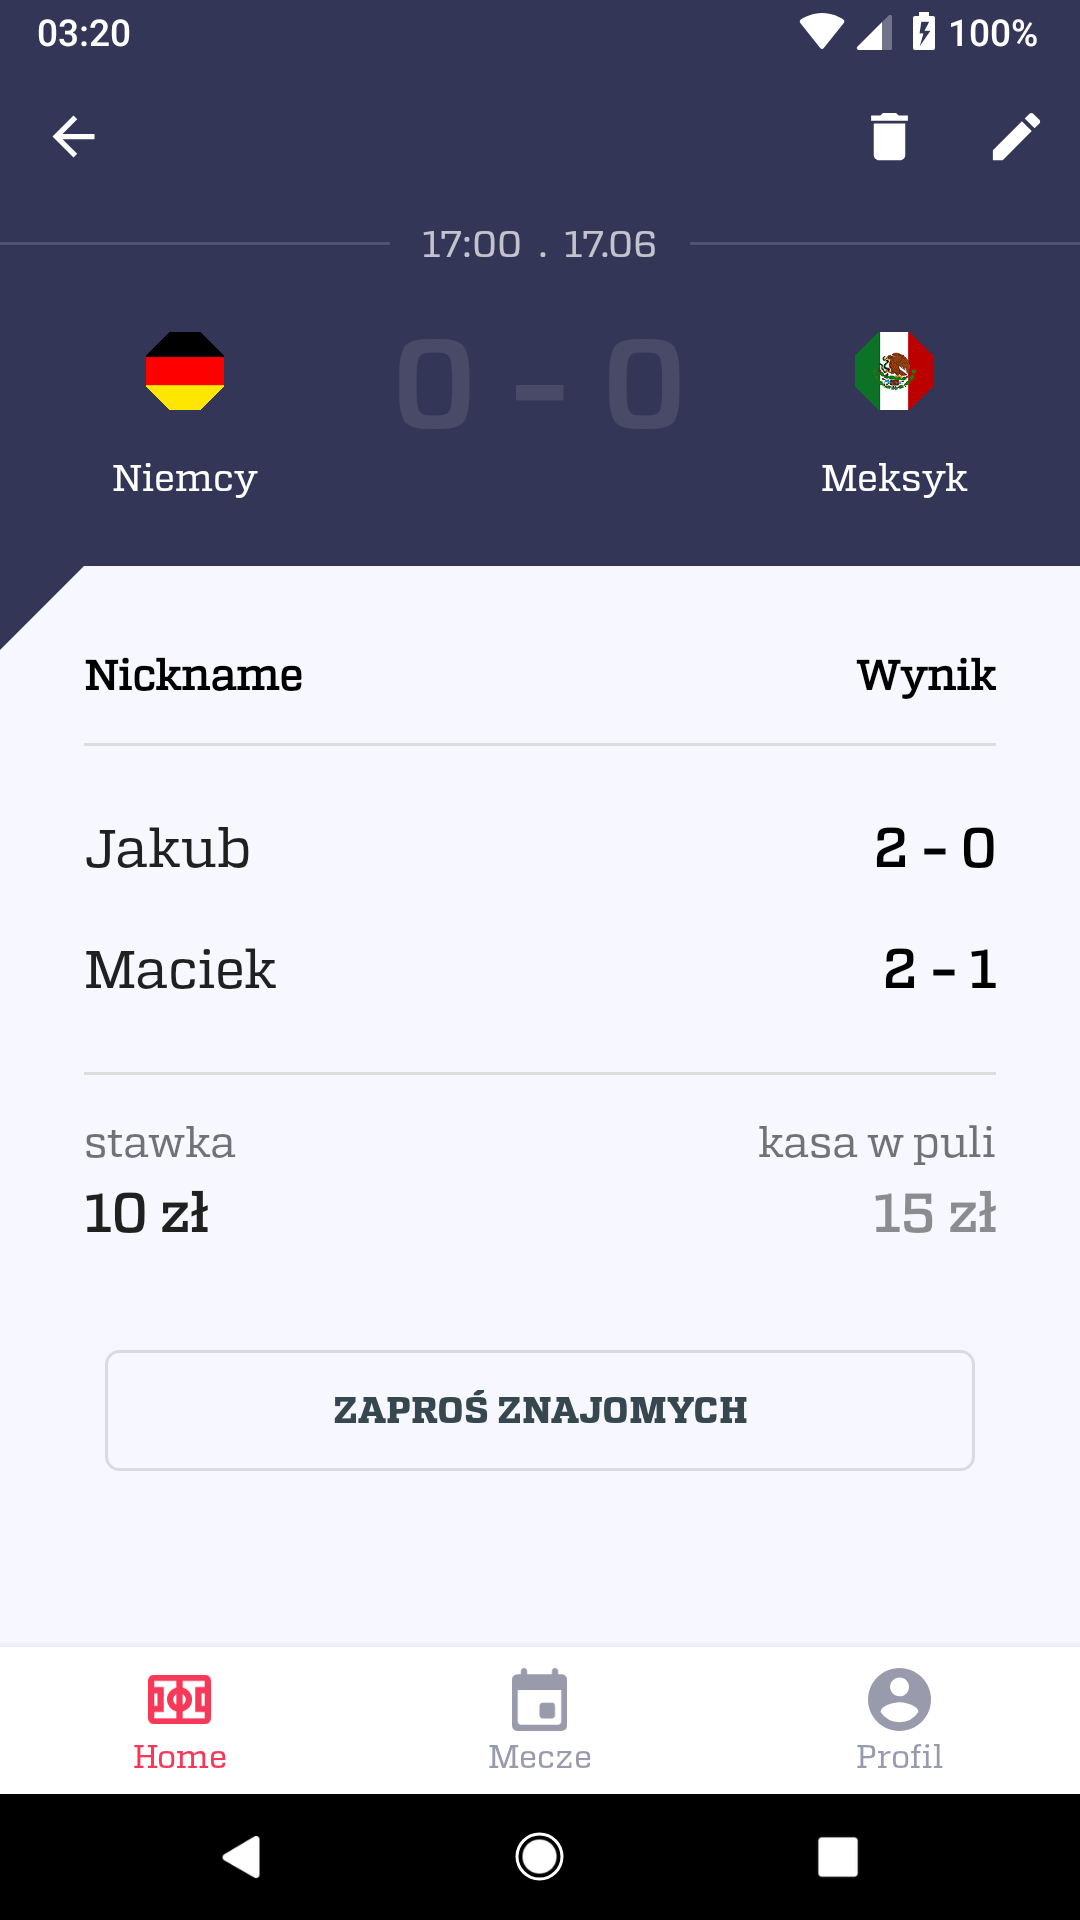 03:20 100%
17:00 . 17.06
0 - 0
Niemcy Meksyk
Nickname Wynik
Jakub 2 - 0
Maciek 2 - 1
stawka kasa w puli
10 zł 15 zł
ZAPROŚ ZNAJOMYCH
Home Mecze Profil